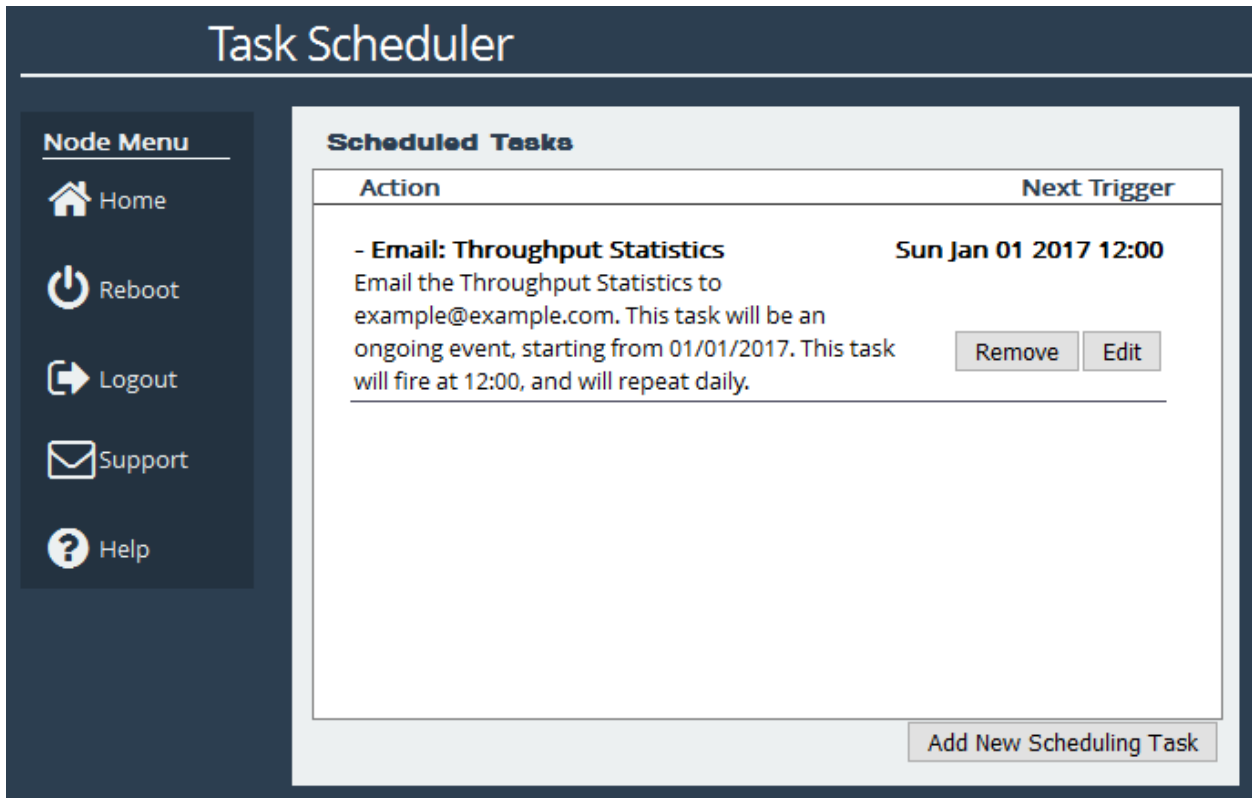 Task Scheduler
Node Menu
Home
Reboot
Logout
Support
Help
Scheduled Tasks
Action Next Trigger
- Email: Throughput Statistics Sun Jan 01 2017 12:00
Email the Throughput Statistics to
example@example.com. This task will be an
ongoing event, starting from 01/01/2017. This task
will fire at 12:00, and will repeat daily.
Remove Edit
Add New Scheduling Task